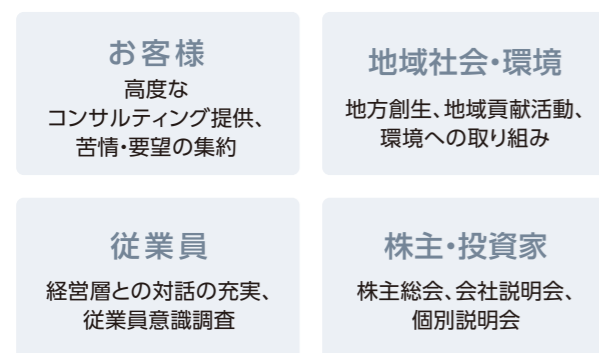 お客様
高度な
コンサルティング提供、
苦情・要望の集約
地域社会・環境
地方創生、地域貢献活動、
環境への取り組み
従業員
経営層との対話の充実、
従業員意識調査
株主・投資家
株主総会、会社説明会、
個別説明会